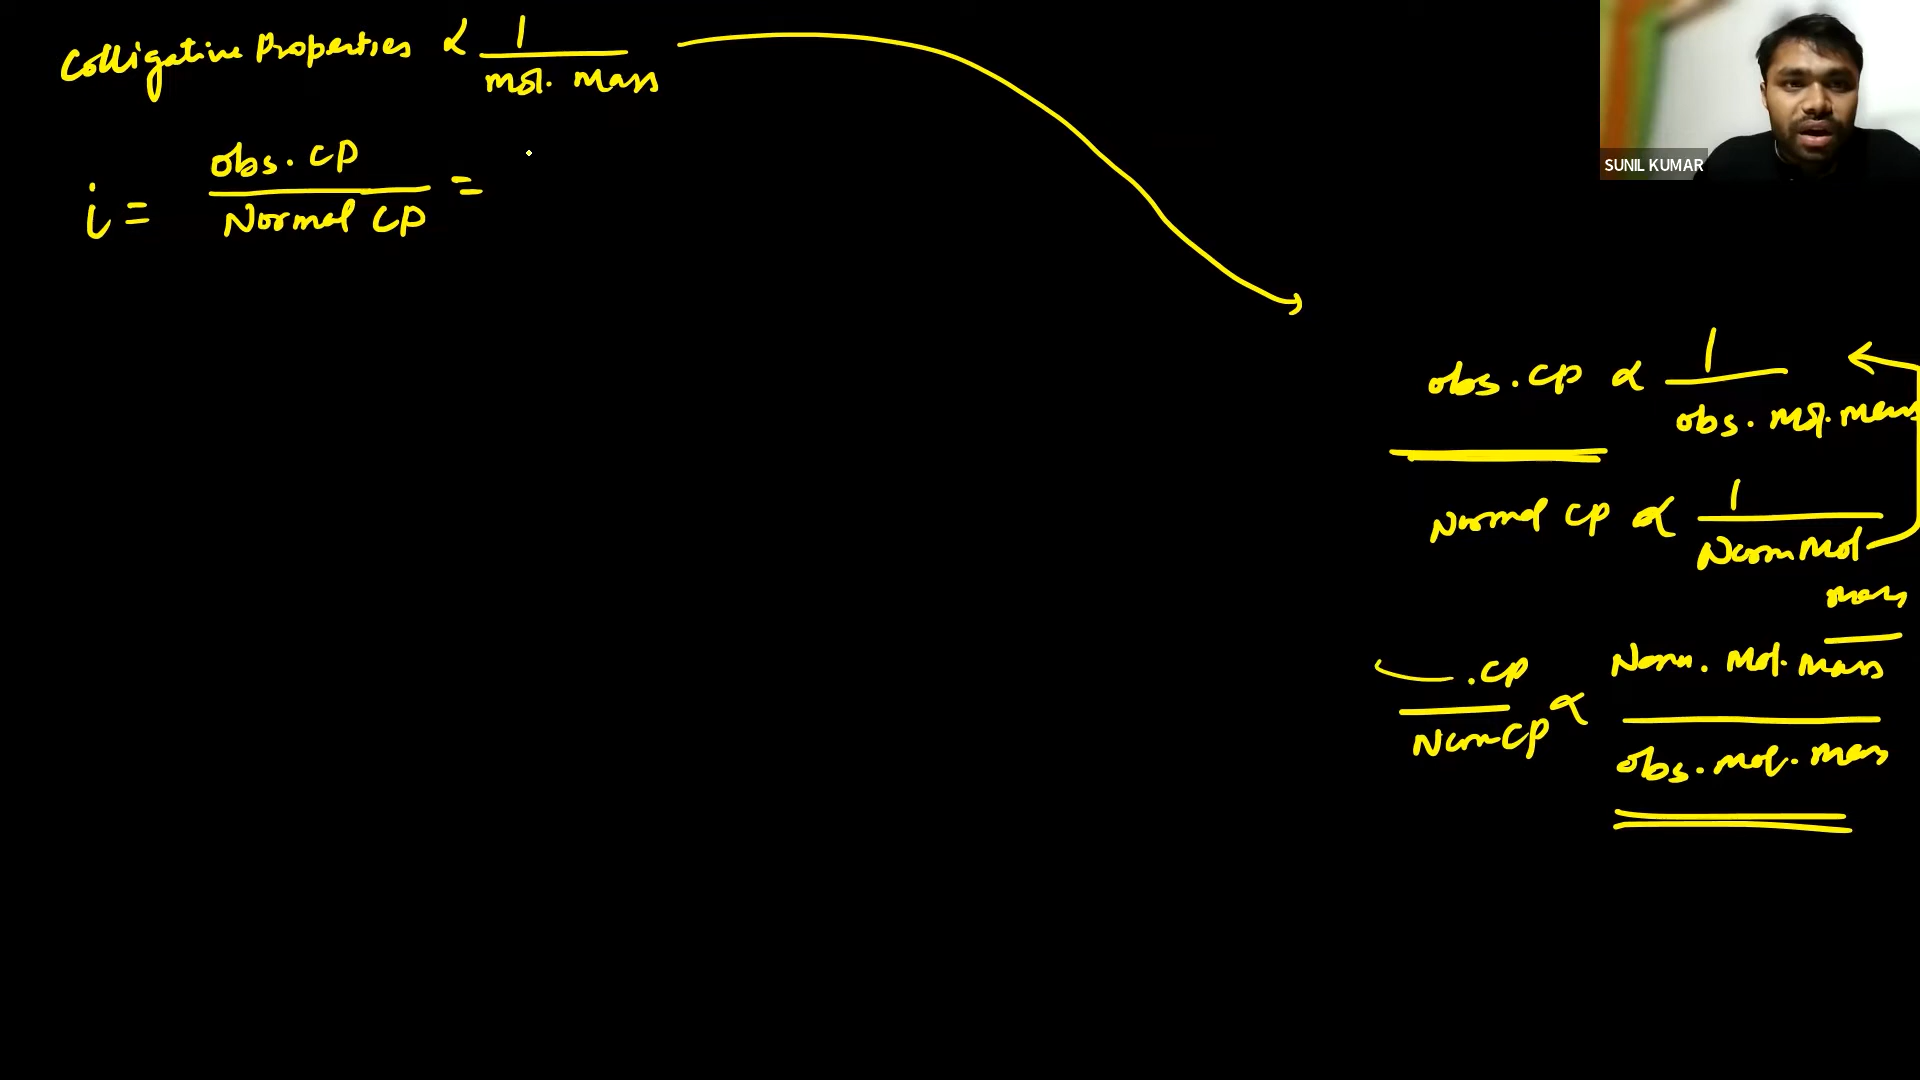 Colligative Properties ∝ 1 / mol. mass
i = obs. CP / Normal CP =
SUNIL KUMAR
obs. CP ∝ 1 / obs. mol. mass
Normal CP ∝ 1 / Norm Mol mass
. CP / Norm CP ∝ Norm. Mol. mass / obs. mol. mass